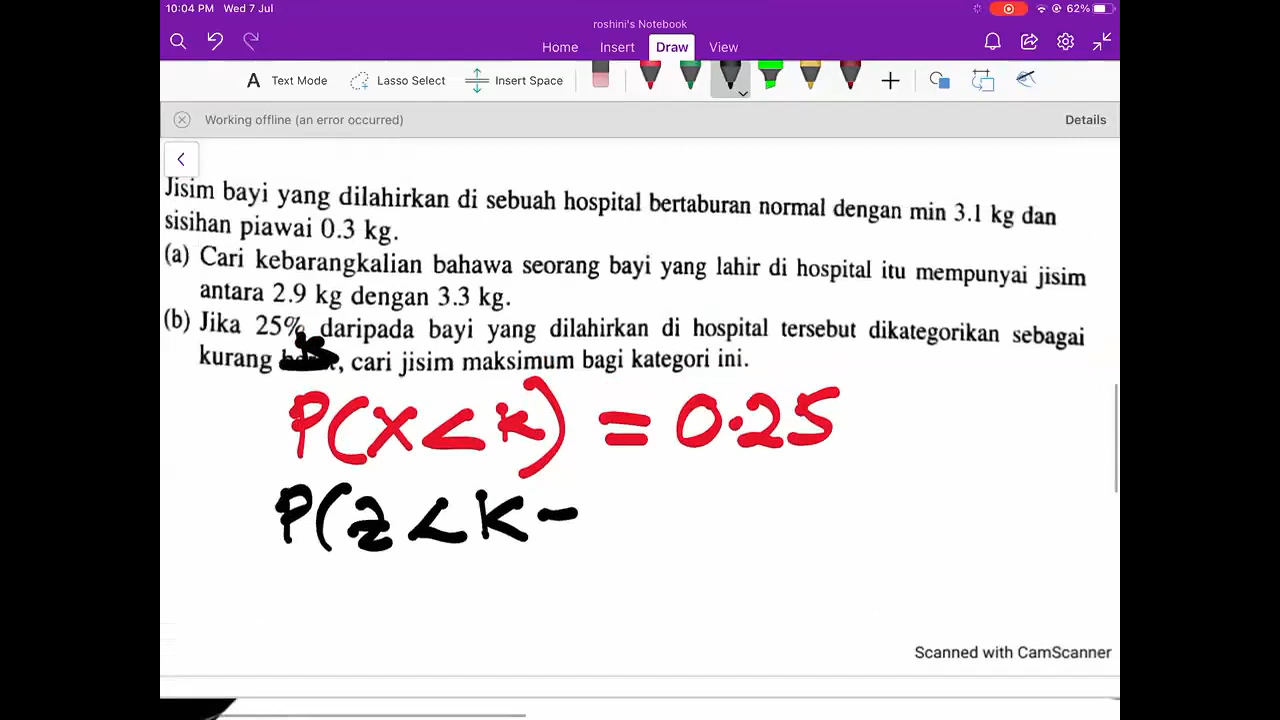 10:04 PM Wed 7 Jul
62%
roshini's Notebook
Home Insert Draw View
A Text Mode Lasso Select Insert Space
Working offline (an error occurred) Details
Jisim bayi yang dilahirkan di sebuah hospital bertaburan normal dengan min 3.1 kg dan
sisihan piawai 0.3 kg.
(a) Cari kebarangkalian bahawa seorang bayi yang lahir di hospital itu mempunyai jisim
antara 2.9 kg dengan 3.3 kg.
(b) Jika 25% daripada bayi yang dilahirkan di hospital tersebut dikategorikan sebagai
kurang , cari jisim maksimum bagi kategori ini.
P(X<K) = 0.25
P(Z<K-
Scanned with CamScanner